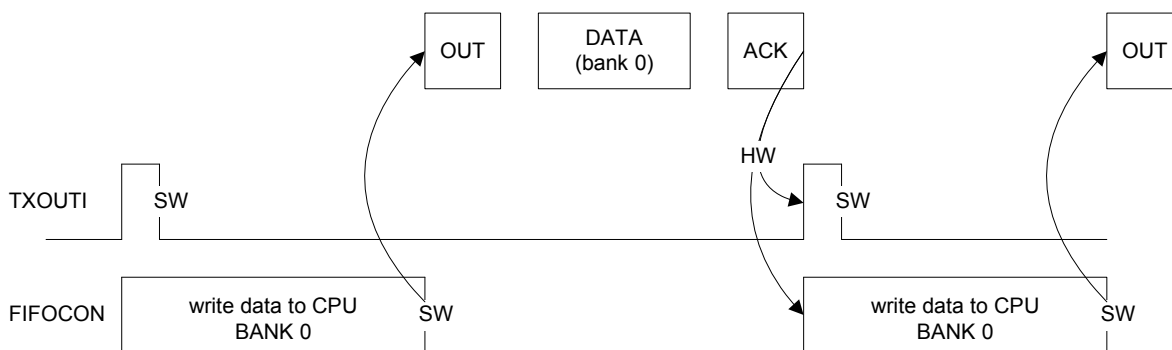 OUT
DATA
(bank 0)
ACK
OUT
HW
TXOUTI
SW
SW
FIFOCON
write data to CPU
BANK 0
SW
write data to CPU
BANK 0
SW